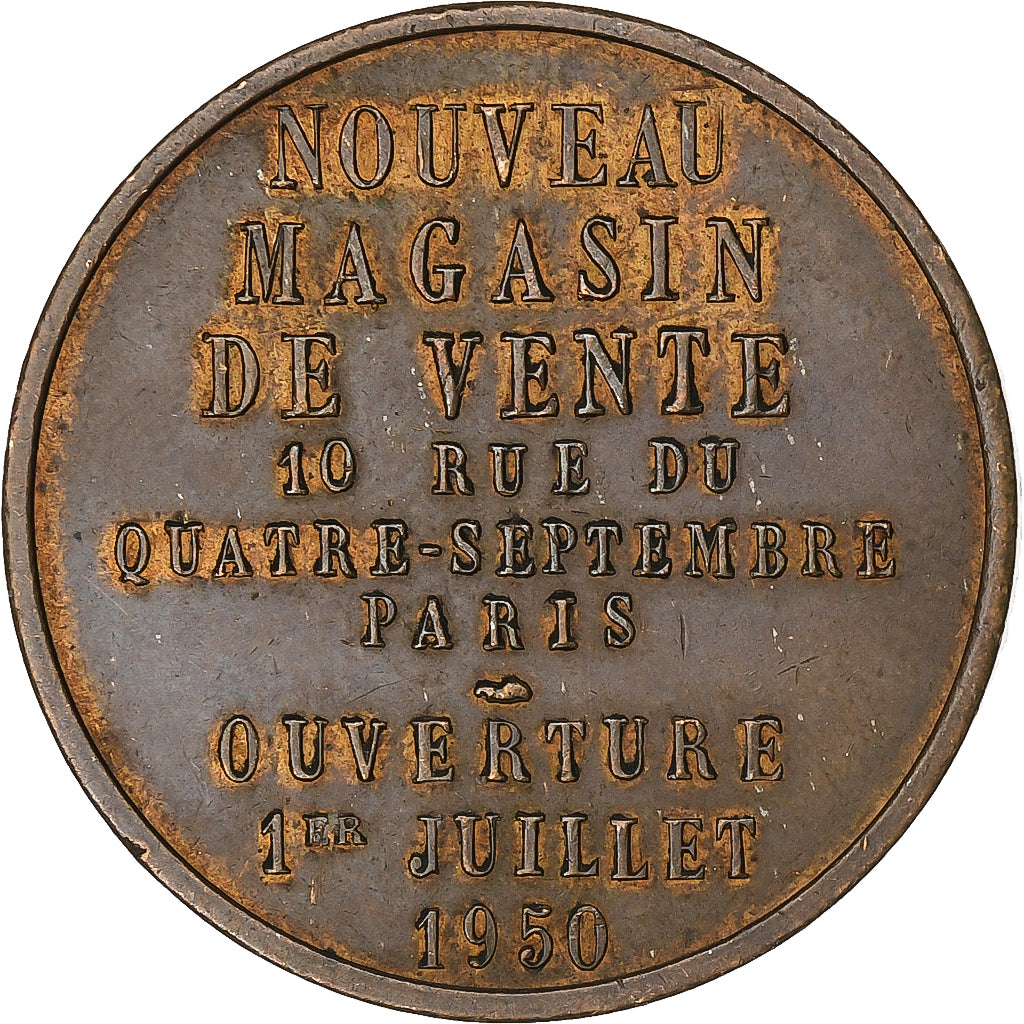 NOUVEAU
MAGASIN
DE VENTE
10 RUE DU
QUATRE-SEPTEMBRE
PARIS
OUVERTURE
1ER JUILLET
1950